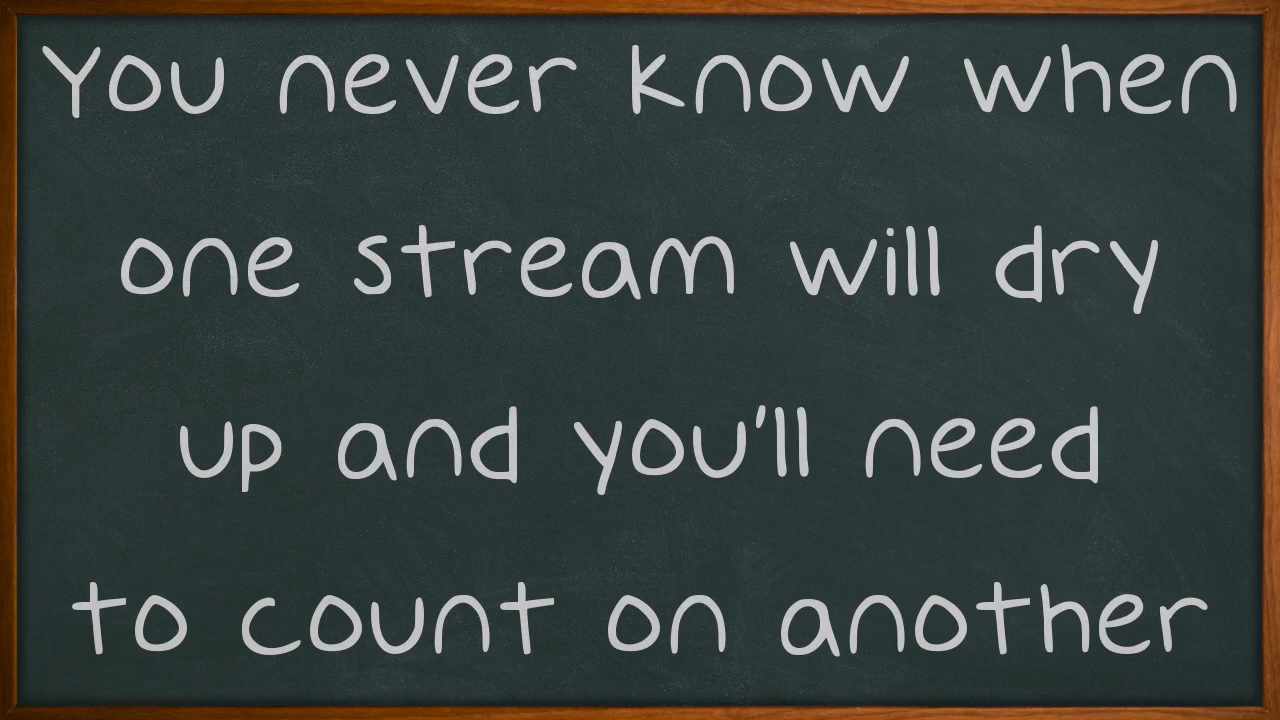 You never know when
one stream will dry
up and you'll need
to count on another